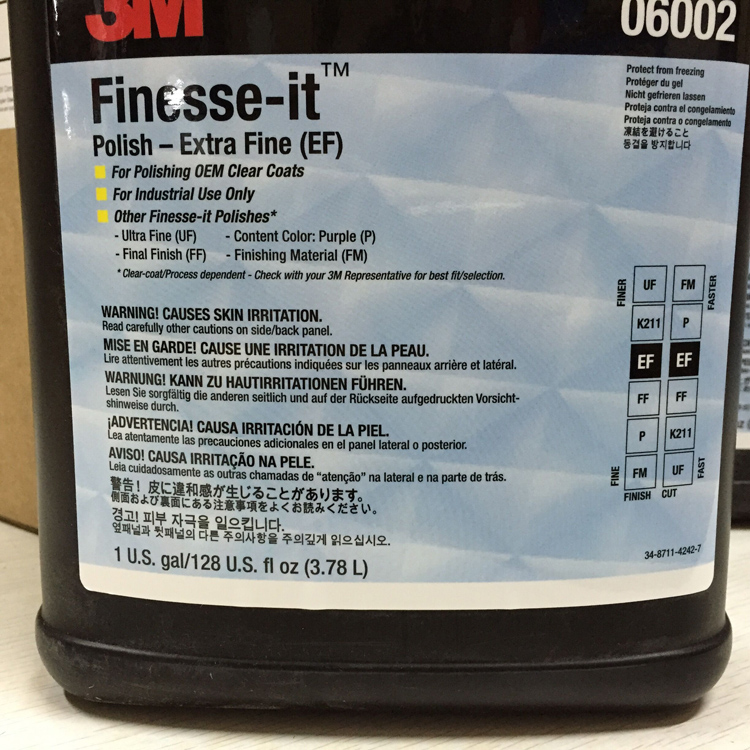 3M
06002
Finesse-it™
Polish – Extra Fine (EF)
For Polishing OEM Clear Coats
For Industrial Use Only
Other Finesse-it Polishes*
- Ultra Fine (UF) - Content Color: Purple (P)
- Final Finish (FF) - Finishing Material (FM)
* Clear-coat/Process dependent - Check with your 3M Representative for best fit/selection.
Protect from freezing
Protéger du gel
Nicht gefrieren lassen
Proteja contra el congelamiento
Proteja contra o congelamento
凍結を避けること
동결을 방지합니다
WARNING! CAUSES SKIN IRRITATION.
Read carefully other cautions on side/back panel.
MISE EN GARDE! CAUSE UNE IRRITATION DE LA PEAU.
Lire attentivement les autres précautions indiquées sur les panneaux arrière et latéral.
WARNUNG! KANN ZU HAUTIRRITATIONEN FÜHREN.
Lesen Sie sorgfältig die anderen seitlich und auf der Rückseite aufgedruckten Vorsicht-
shinweise durch.
¡ADVERTENCIA! CAUSA IRRITACIÓN DE LA PIEL.
Lea atentamente las precauciones adicionales en el panel lateral o posterior.
AVISO! CAUSA IRRITAÇÃO NA PELE.
Leia cuidadosamente as outras chamadas de “atenção” na lateral e na parte de trás.
警告! 皮に違和感が生じることがあります。
側面および裏面にある注意事項をよくお読みください。
경고! 피부 자극을 일으킵니다.
옆패널과 뒷패널의 다른 주의사항을 주의깊게 읽으십시오.
1 U.S. gal/128 U.S. fl oz (3.78 L)
FINER FASTER
UF FM
K211 P
EF EF
FF FF
P K211
FM UF
FINE FAST
FINISH CUT
34-8711-4242-7